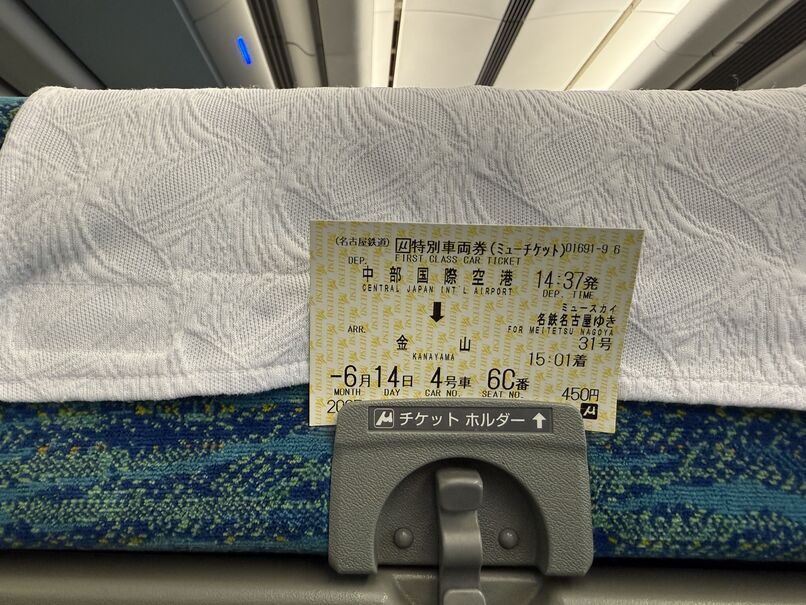 (名古屋鉄道) μ特別車両券(ミューチケット)01691-9 6
FIRST CLASS CAR TICKET
DEP.
中部国際空港 14:37発
CENTRAL JAPAN INT'L AIRPORT DEP. TIME
ミュースカイ
名鉄名古屋ゆき
FOR MEITETSU NAGOYA
ARR.
金山 31号
KANAYAMA
15:01着
-6月14日 4号車 6C番 450円
MONTH DAY CAR NO. SEAT NO.
μ チケット ホルダー ↑